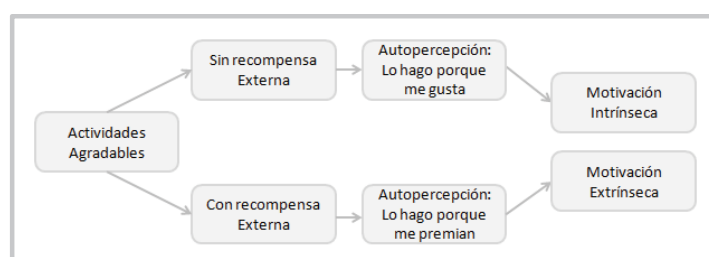 Actividades
Agradables
Sin recompensa
Externa
Autopercepción:
Lo hago porque
me gusta
Motivación
Intrínseca
Con recompensa
Externa
Autopercepción:
Lo hago porque
me premian
Motivación
Extrínseca